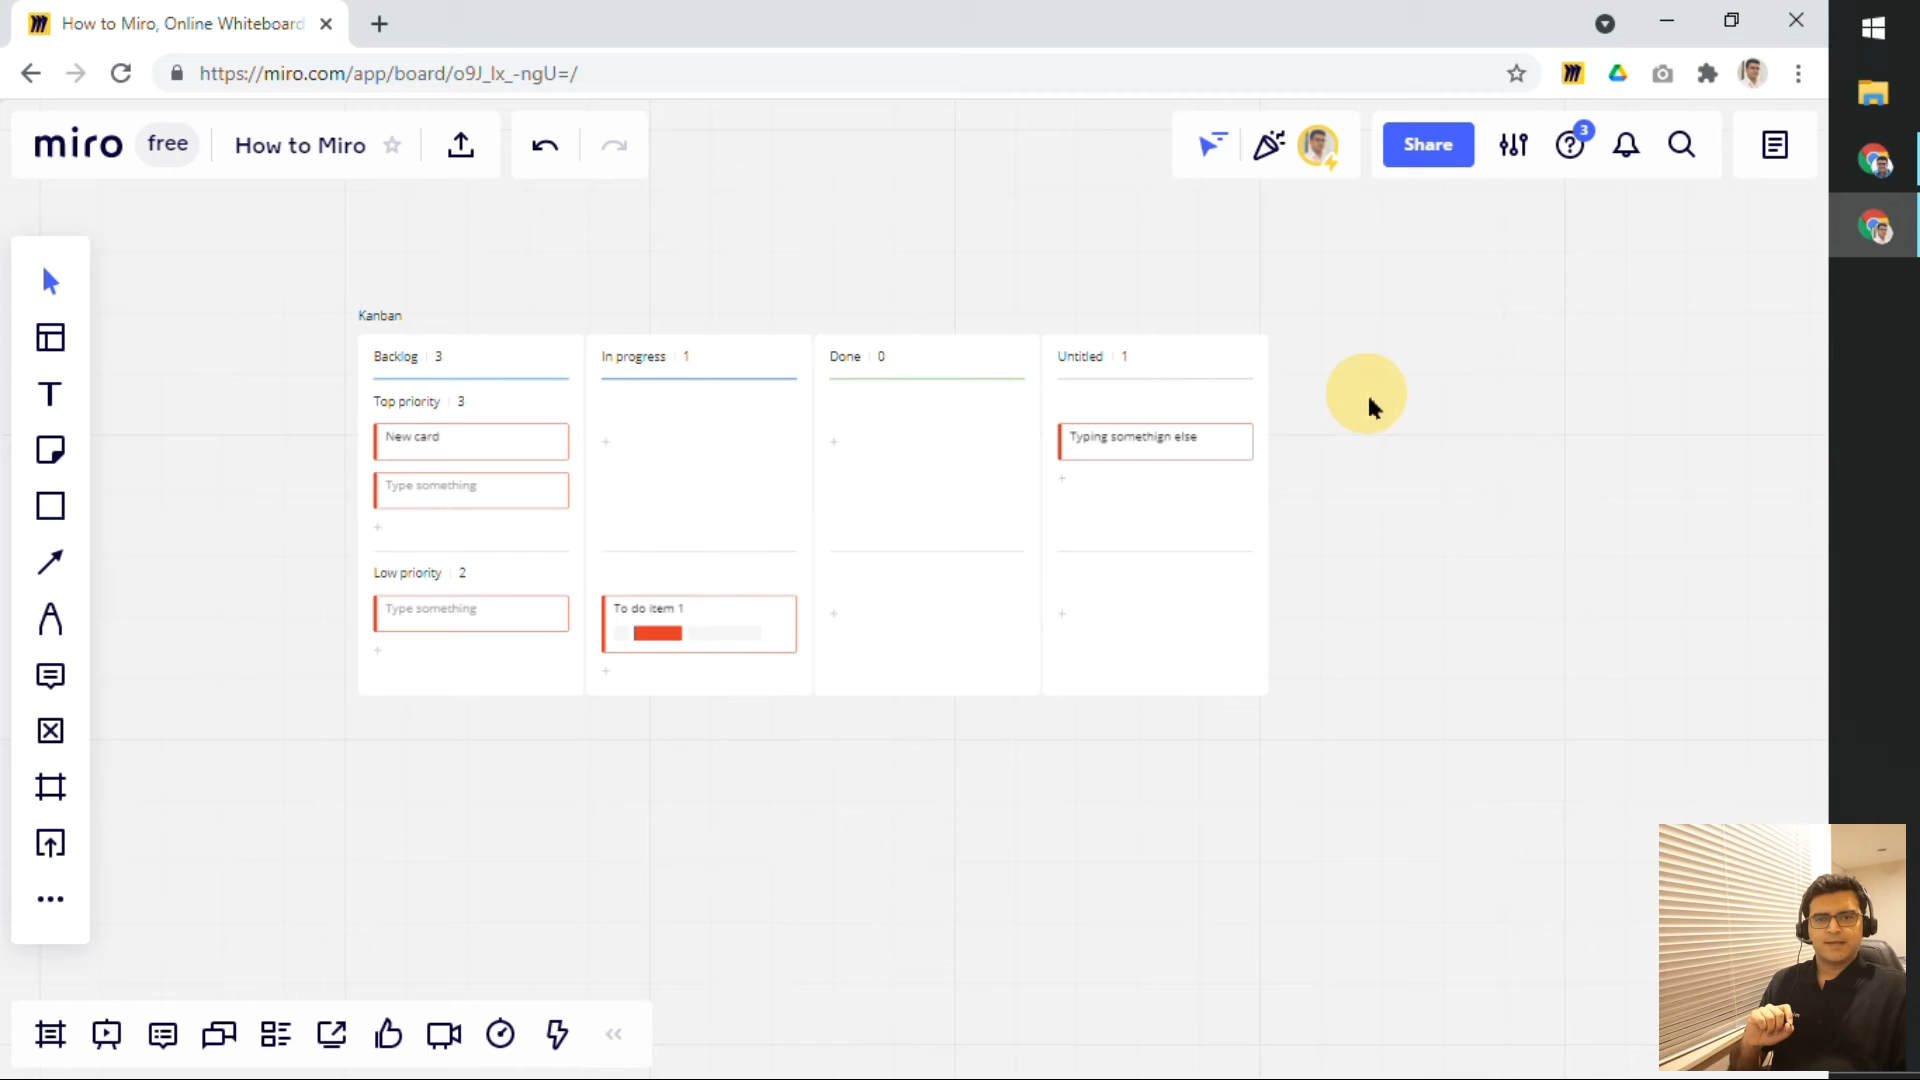 How to Miro, Online Whiteboard
https://miro.com/app/board/o9J_lx_-ngU=/
miro free How to Miro
Share
3
Kanban
Backlog 3 In progress 1 Done 0 Untitled 1
Top priority 3
New card Typing somethign else
Type something
Low priority 2
Type something To do item 1